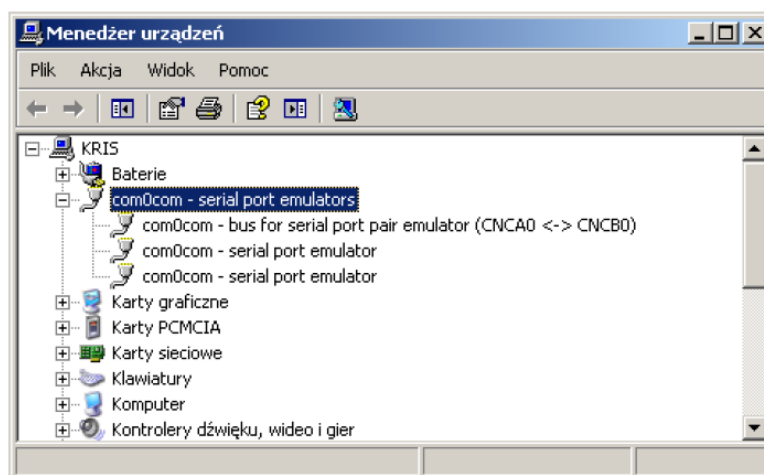 Menedżer urządzeń
Plik Akcja Widok Pomoc
KRIS
Baterie
com0com - serial port emulators
com0com - bus for serial port pair emulator (CNCA0 <-> CNCB0)
com0com - serial port emulator
com0com - serial port emulator
Karty graficzne
Karty PCMCIA
Karty sieciowe
Klawiatury
Komputer
Kontrolery dźwięku, wideo i gier